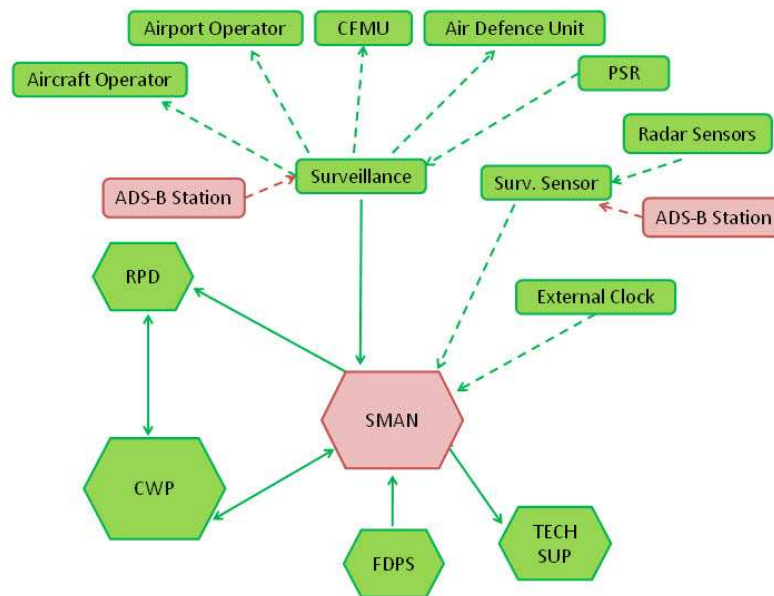 Airport Operator
CFMU
Air Defence Unit
Aircraft Operator
PSR
Radar Sensors
Surveillance
Surv. Sensor
ADS-B Station
ADS-B Station
RPD
External Clock
SMAN
CWP
TECH
SUP
FDPS